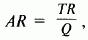 AR = TR/Q,